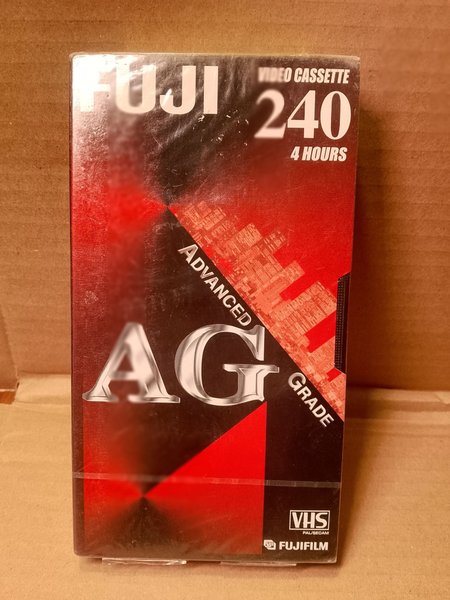 FUJI
VIDEO CASSETTE
240
4 HOURS
ADVANCED GRADE
AG
VHS
PAL/SECAM
FUJIFILM